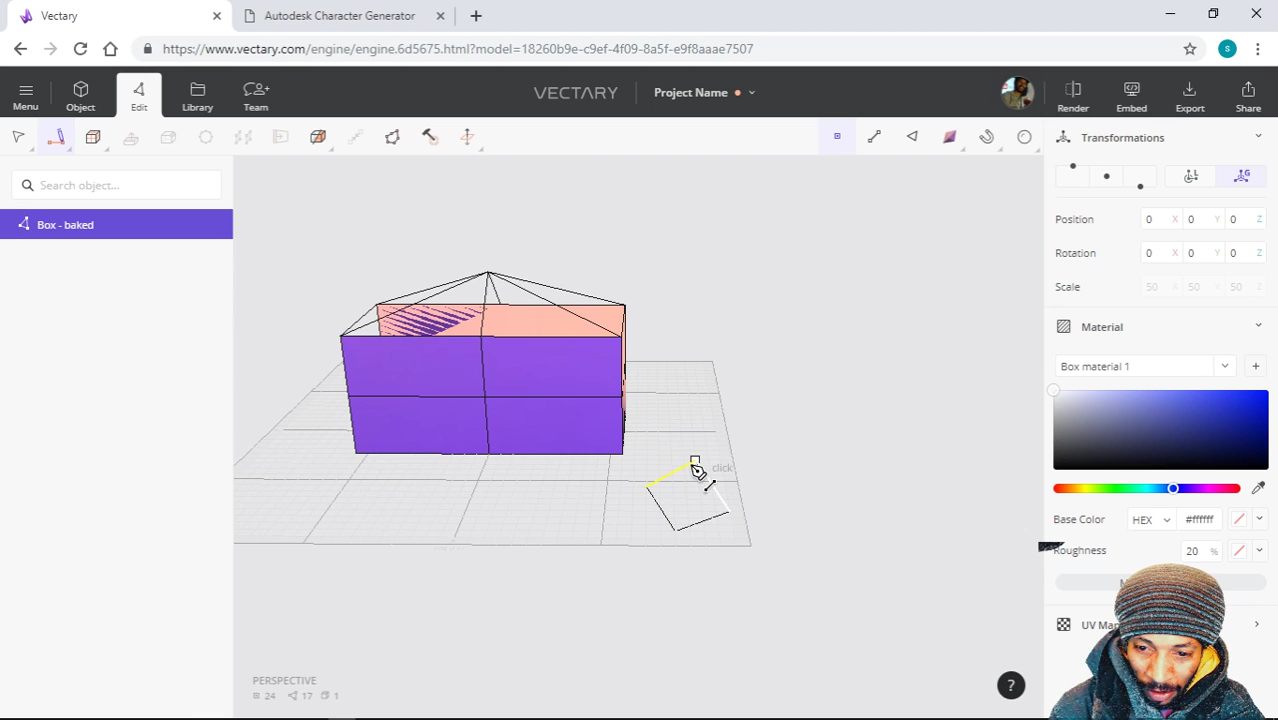 Vectary
Autodesk Character Generator
https://www.vectary.com/engine/engine.6d5675.html?model=18260b9e-c9ef-4f09-8a5f-e9f8aaae7507
S
Menu
Object
Edit
Library
Team
VECTARY
Project Name
Render
Embed
Export
Share
Search object...
Box - baked
Transformations
L
G
Position
0 X 0 Y 0 Z
Rotation
0 X 0 Y 0 Z
Scale
50 X 50 Y 50 Z
Material
Box material 1
Base Color HEX #ffffff
Roughness 20 %
UV Map
click
PERSPECTIVE
24 17 1
?